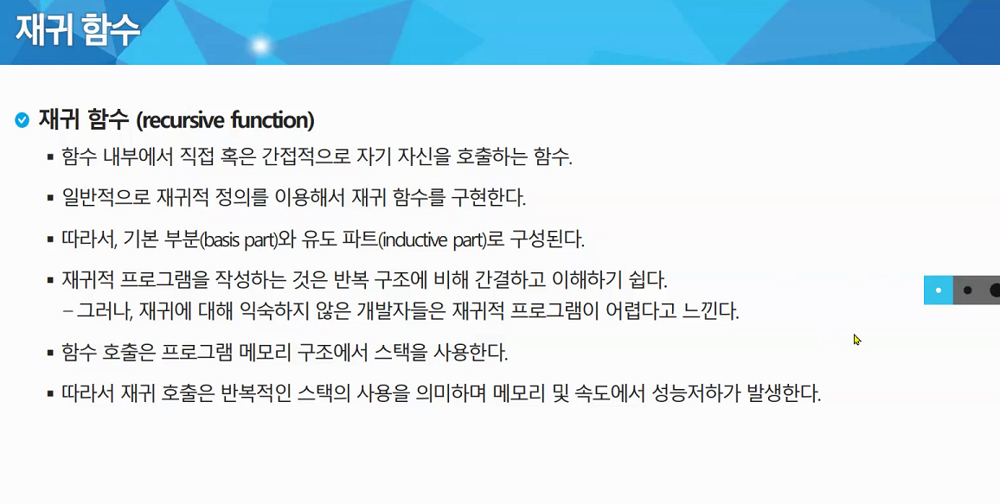 재귀 함수
재귀 함수 (recursive function)
▪ 함수 내부에서 직접 혹은 간접적으로 자기 자신을 호출하는 함수.
▪ 일반적으로 재귀적 정의를 이용해서 재귀 함수를 구현한다.
▪ 따라서, 기본 부분(basis part)와 유도 파트(inductive part)로 구성된다.
▪ 재귀적 프로그램을 작성하는 것은 반복 구조에 비해 간결하고 이해하기 쉽다.
– 그러나, 재귀에 대해 익숙하지 않은 개발자들은 재귀적 프로그램이 어렵다고 느낀다.
▪ 함수 호출은 프로그램 메모리 구조에서 스택을 사용한다.
▪ 따라서 재귀 호출은 반복적인 스택의 사용을 의미하며 메모리 및 속도에서 성능저하가 발생한다.